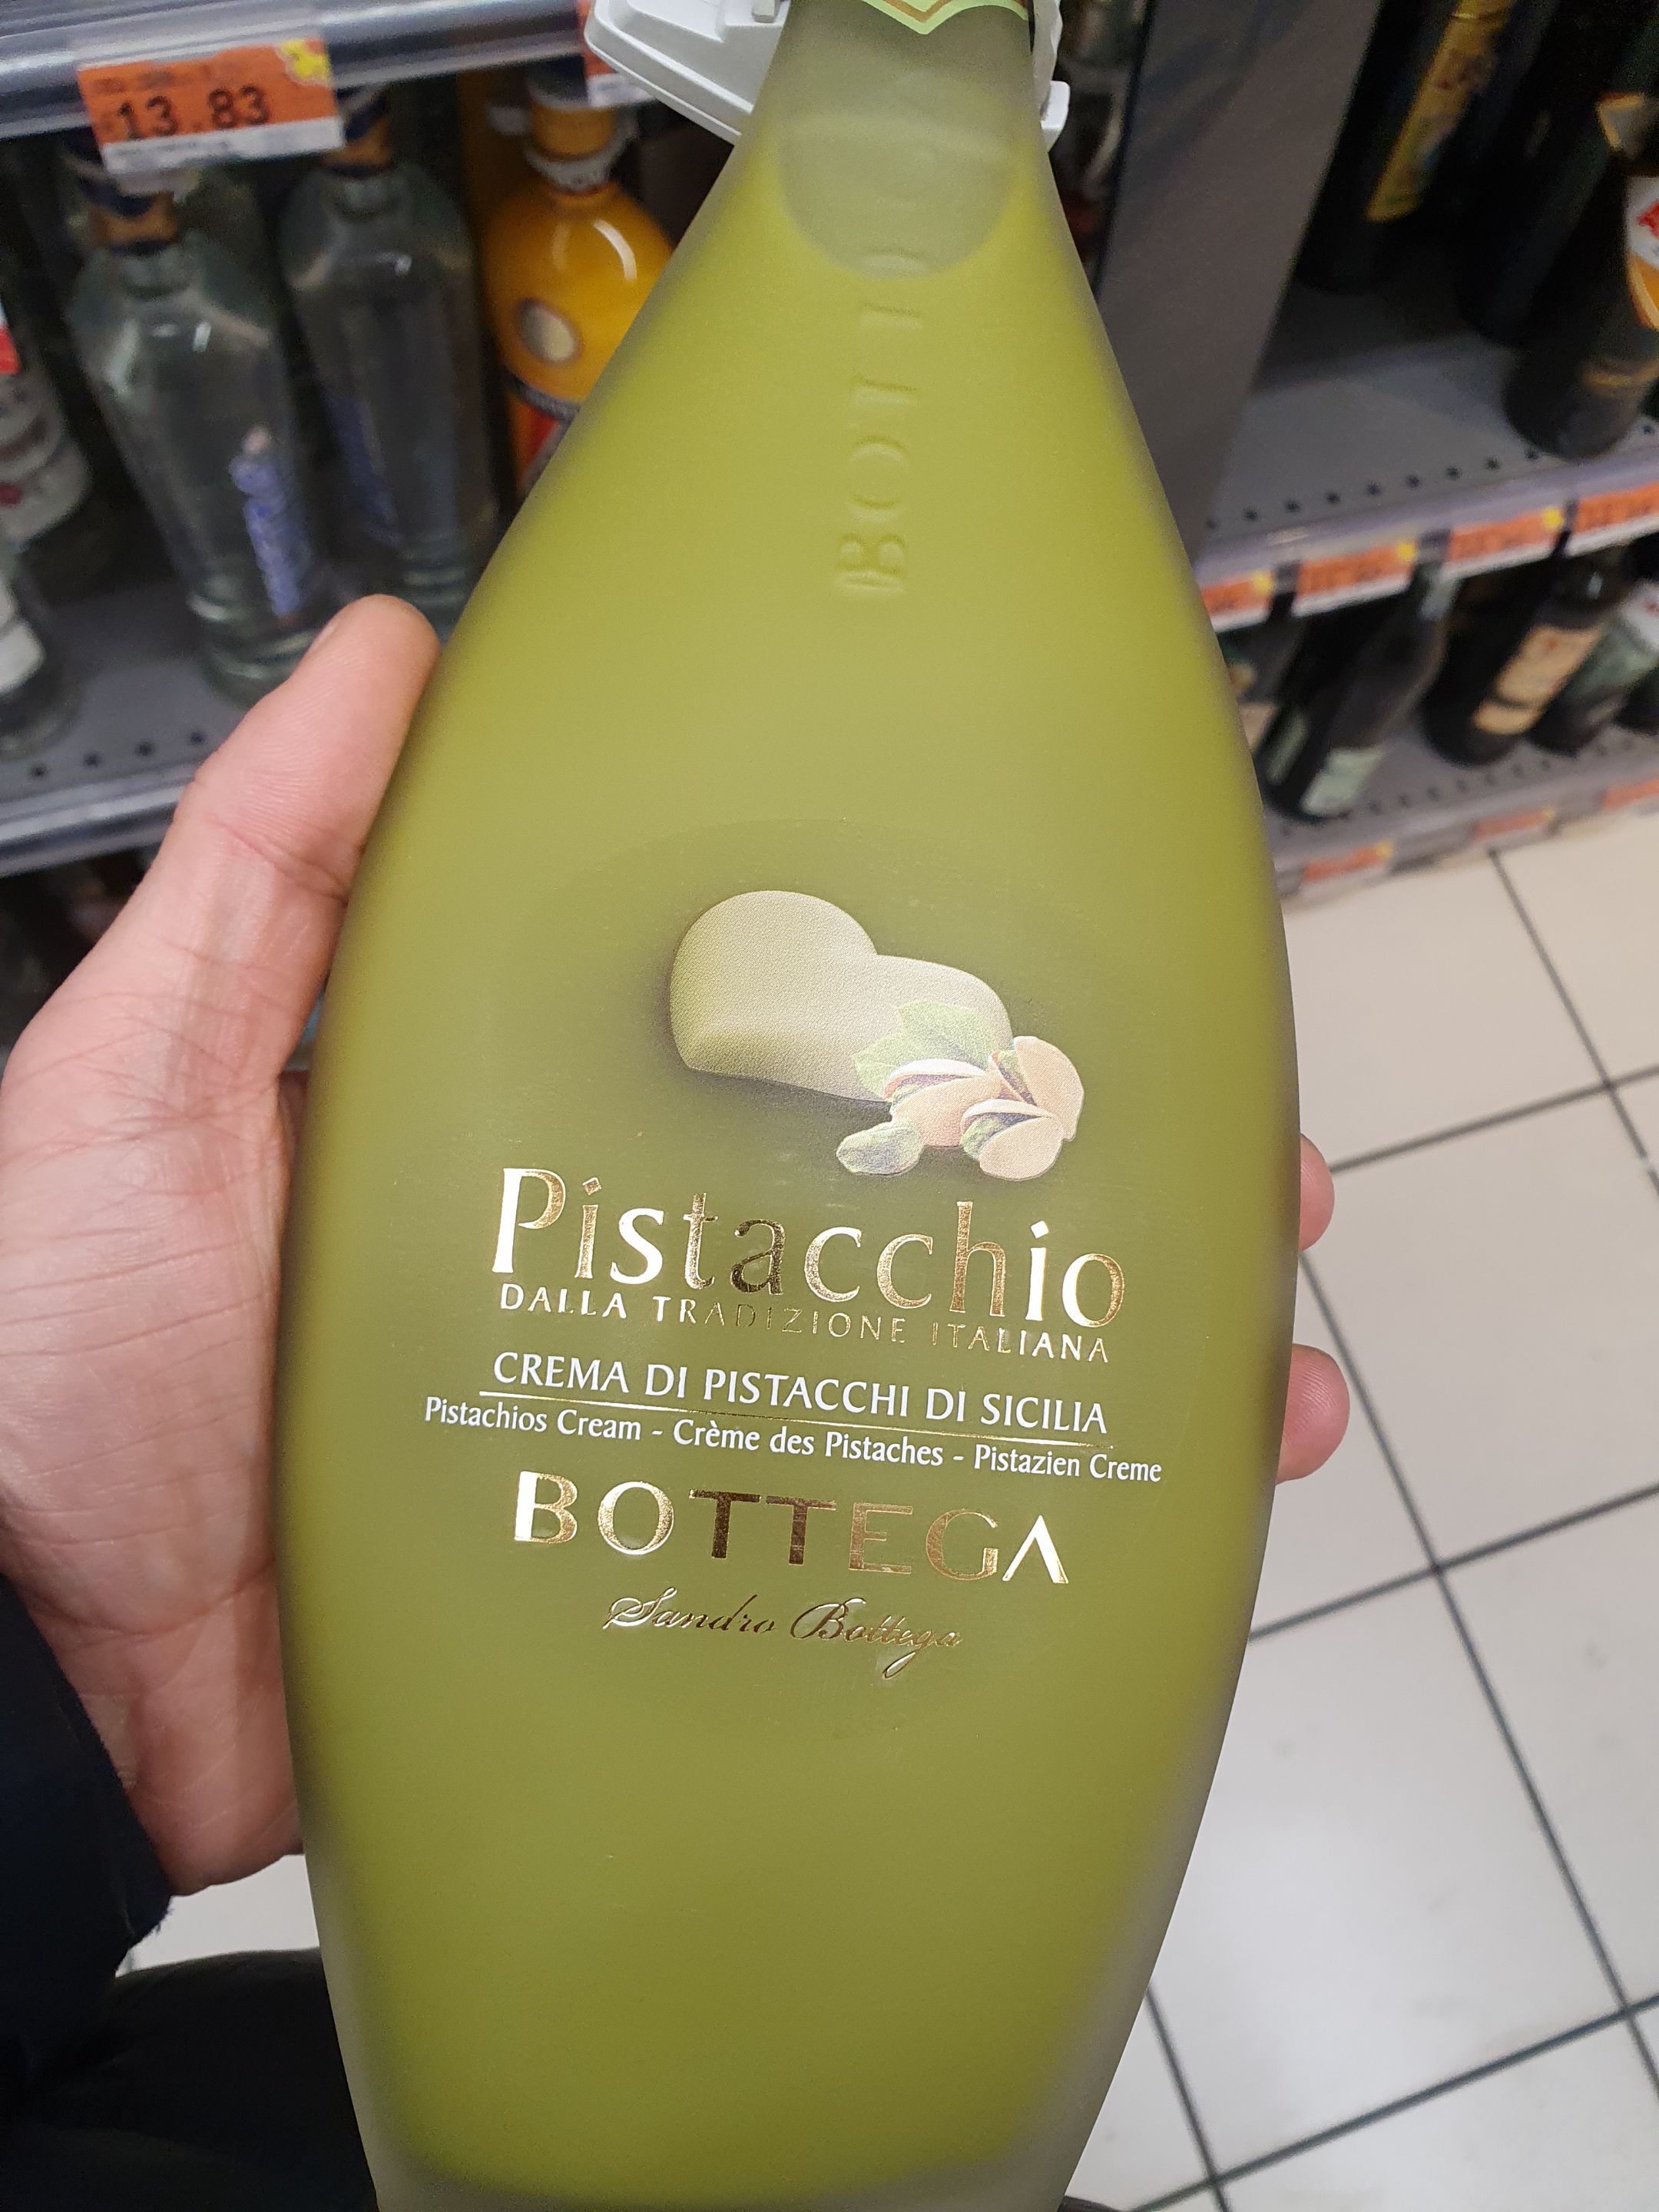 13.83
BOTT
Pistacchio
DALLA TRADIZIONE ITALIANA
CREMA DI PISTACCHI DI SICILIA
Pistachios Cream - Crème des Pistaches - Pistazien Creme
BOTTEGA
Sandro Bottega